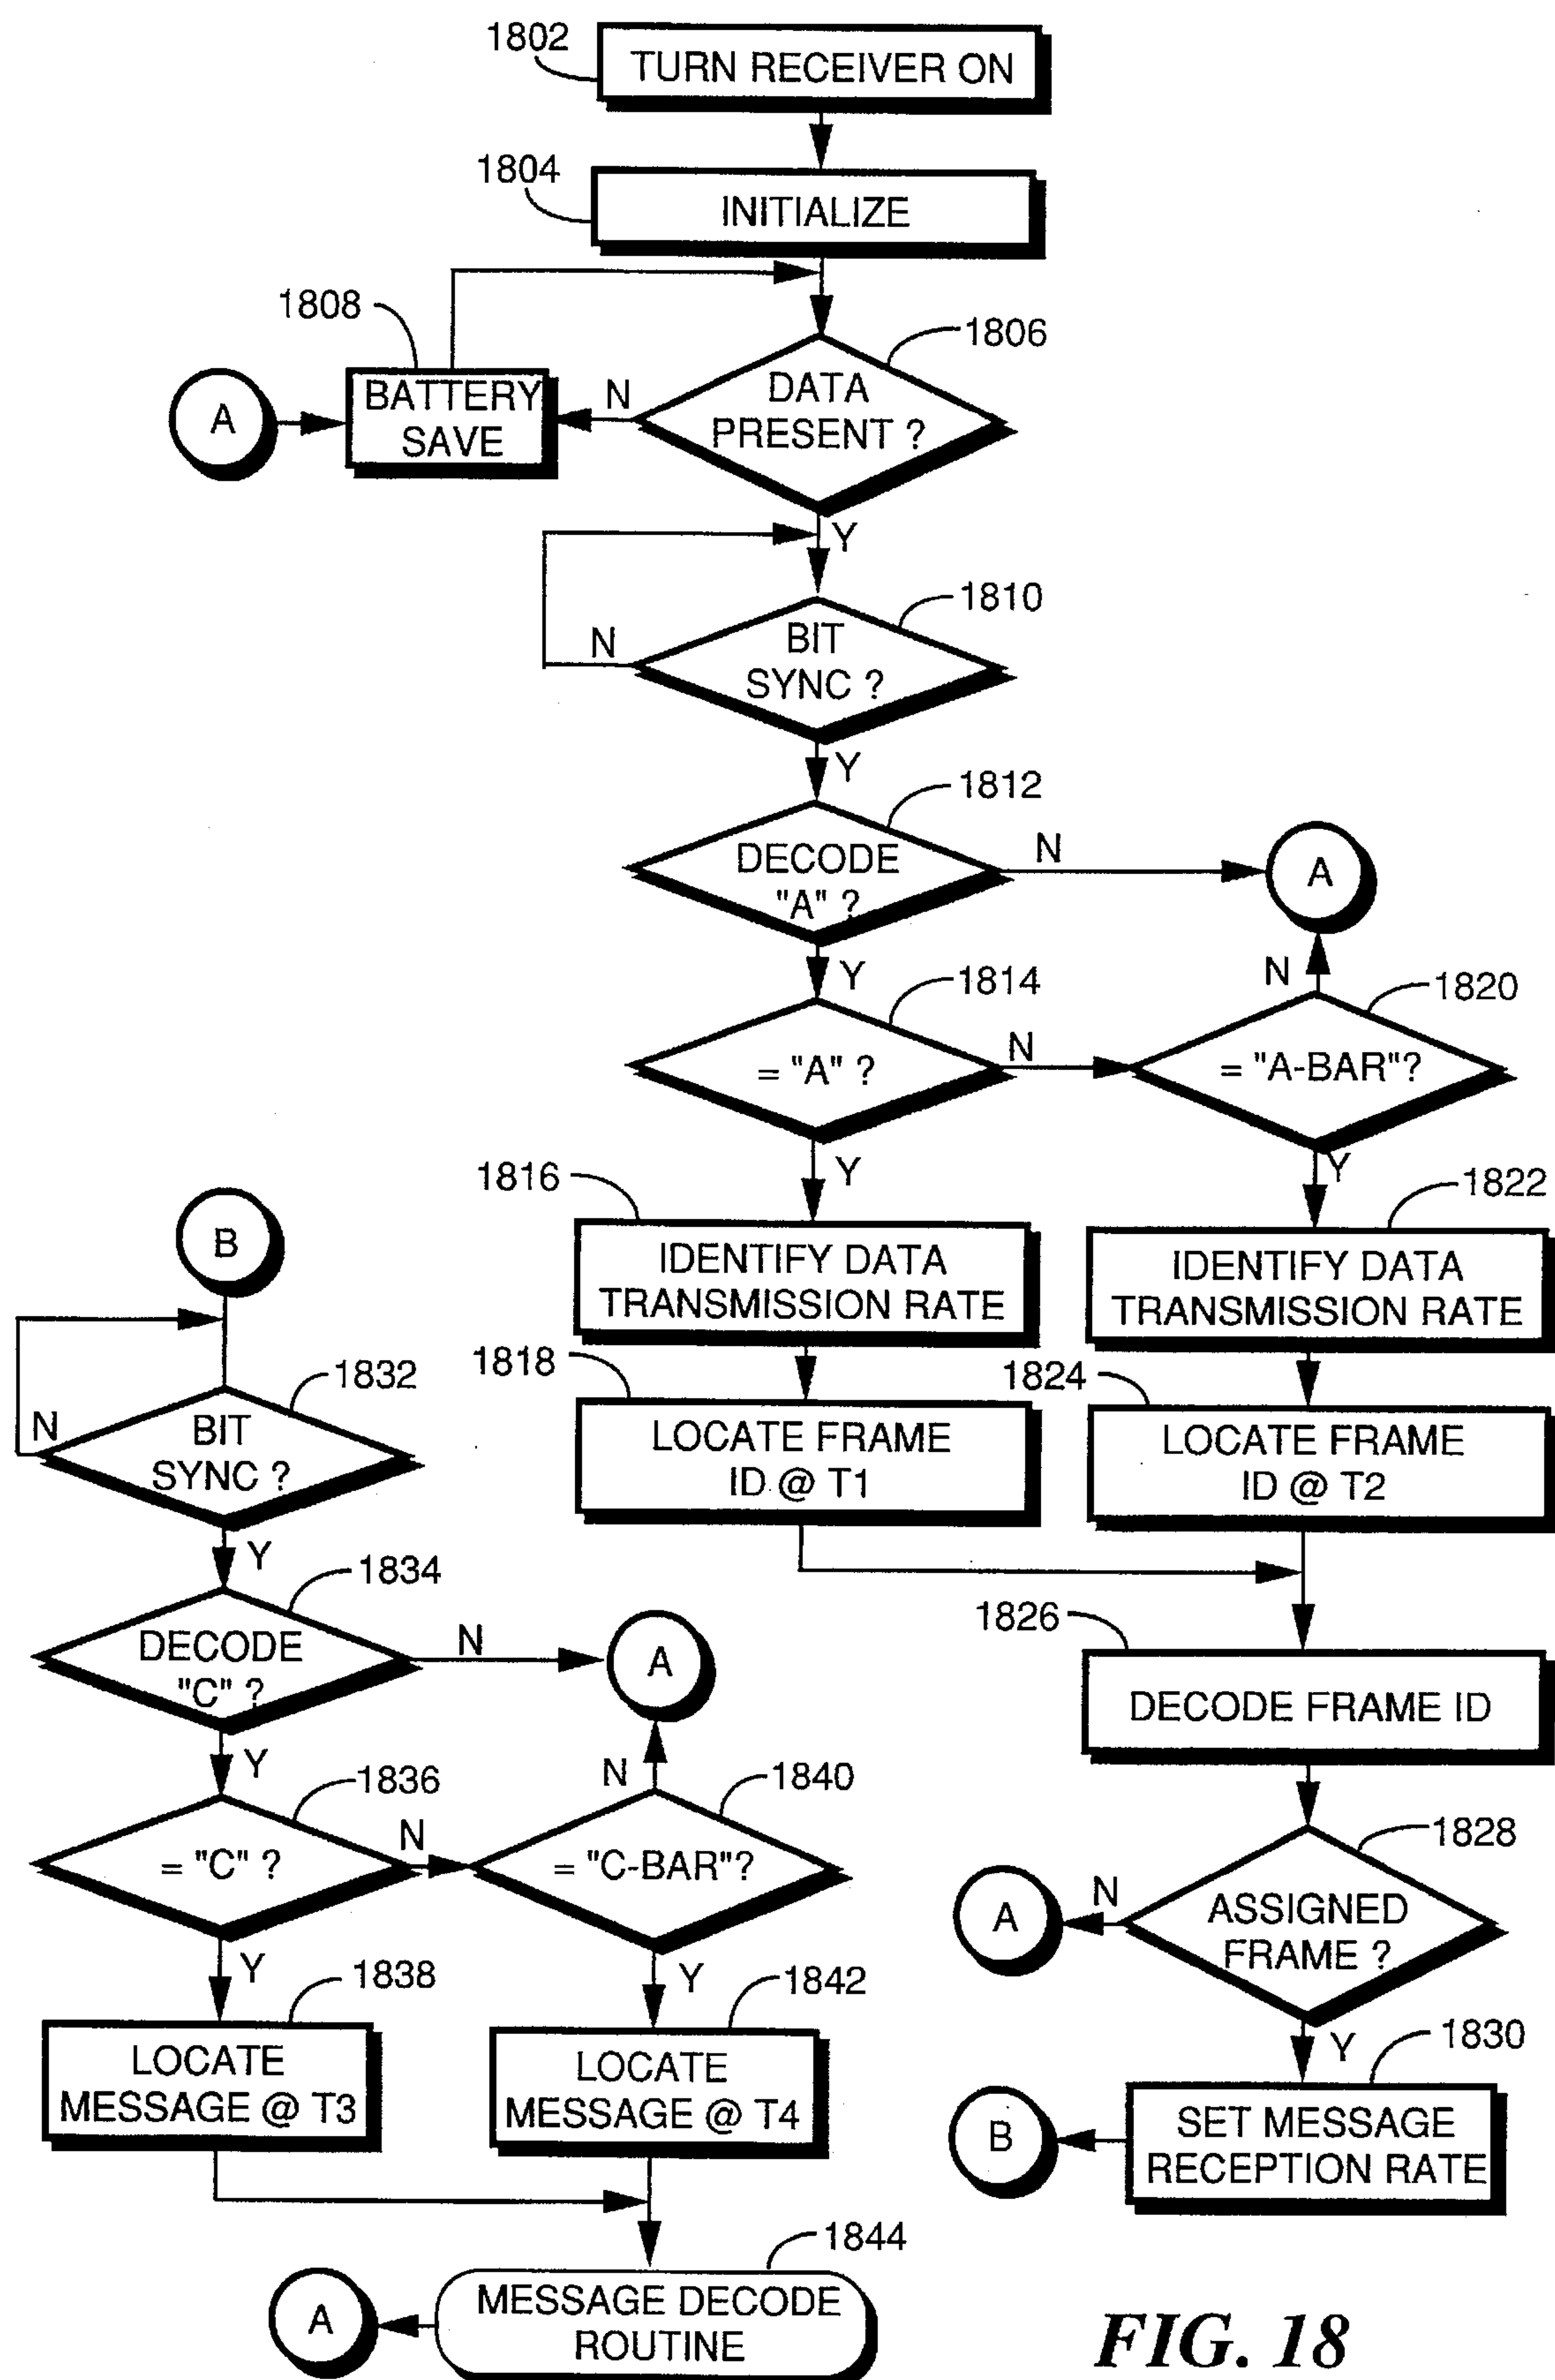 1802
TURN RECEIVER ON
1804
INITIALIZE
1808
1806
A
BATTERY
SAVE
N
DATA
PRESENT ?
Y
1810
N
BIT
SYNC ?
Y
1812
DECODE
"A" ?
N
A
Y
1814
N
1820
= "A" ?
N
= "A-BAR"?
Y
Y
1816
1822
IDENTIFY DATA
TRANSMISSION RATE
IDENTIFY DATA
TRANSMISSION RATE
1818
1824
LOCATE FRAME
ID @ T1
LOCATE FRAME
ID @ T2
1826
DECODE FRAME ID
1828
ASSIGNED
FRAME ?
N
A
Y
1830
SET MESSAGE
RECEPTION RATE
B
B
1832
N
BIT
SYNC ?
Y
1834
DECODE
"C" ?
N
A
Y
1836
N
1840
= "C" ?
N
= "C-BAR"?
Y
1838
Y
1842
LOCATE
MESSAGE @ T3
LOCATE
MESSAGE @ T4
1844
A
MESSAGE DECODE
ROUTINE
FIG. 18